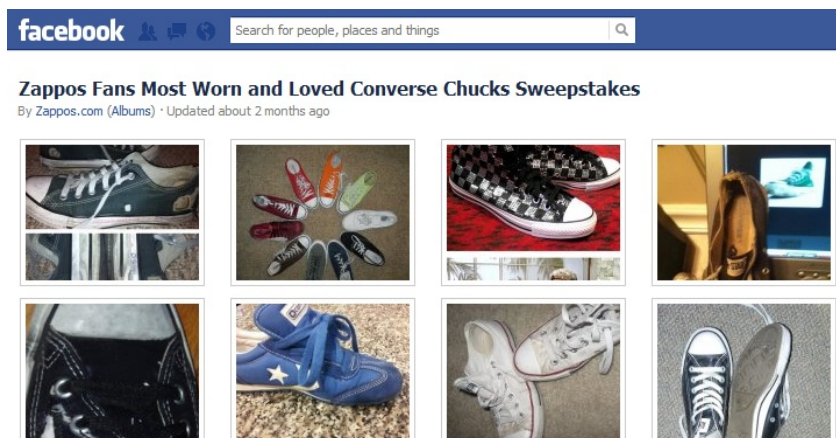 facebook
Search for people, places and things
Zappos Fans Most Worn and Loved Converse Chucks Sweepstakes
By Zappos.com (Albums) · Updated about 2 months ago